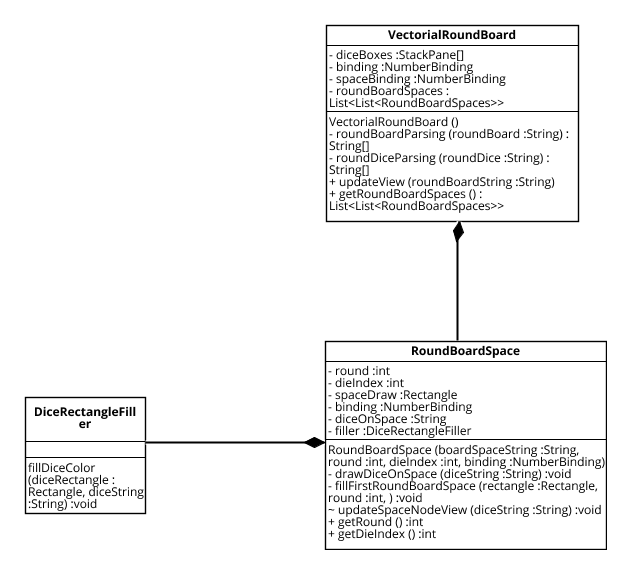 VectorialRoundBoard
- diceBoxes :StackPane[]
- binding :NumberBinding
- spaceBinding :NumberBinding
- roundBoardSpaces :
List<List<RoundBoardSpaces>>
VectorialRoundBoard ()
- roundBoardParsing (roundBoard :String) :
String[]
- roundDiceParsing (roundDice :String) :
String[]
+ updateView (roundBoardString :String)
+ getRoundBoardSpaces () :
List<List<RoundBoardSpaces>>
RoundBoardSpace
- round :int
- dieIndex :int
- spaceDraw :Rectangle
- binding :NumberBinding
- diceOnSpace :String
- filler :DiceRectangleFiller
RoundBoardSpace (boardSpaceString :String,
round :int, dieIndex :int, binding :NumberBinding)
- drawDiceOnSpace (diceString :String) :void
- fillFirstRoundBoardSpace (rectangle :Rectangle,
round :int, ) :void
~ updateSpaceNodeView (diceString :String) :void
+ getRound () :int
+ getDieIndex () :int
DiceRectangleFill
er
fillDiceColor
(diceRectangle :
Rectangle, diceString
:String) :void